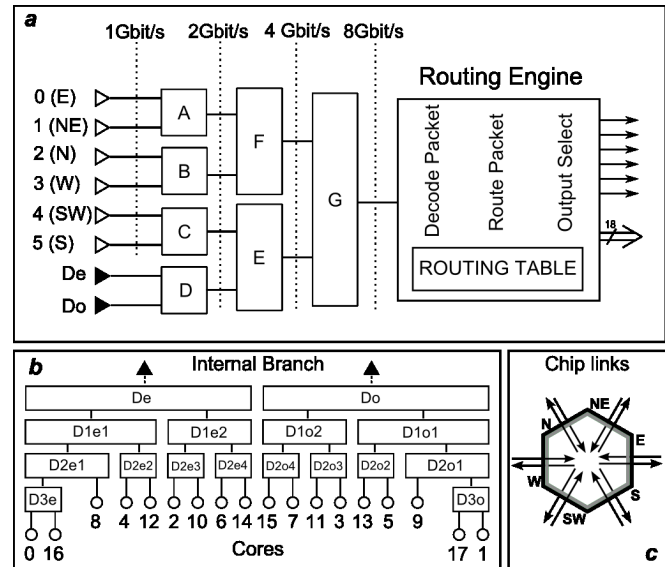 a
1Gbit/s 2Gbit/s 4 Gbit/s 8Gbit/s
Routing Engine
0 (E)
1 (NE)
2 (N)
3 (W)
4 (SW)
5 (S)
De
Do
A
B
C
D
F
E
G
Decode Packet
Route Packet
Output Select
18
ROUTING TABLE
b
Internal Branch
De Do
D1e1 D1e2 D1o2 D1o1
D2e1 D2e2 D2e3 D2e4 D2o4 D2o3 D2o2 D2o1
D3e D3o
8 4 12 2 10 6 14 15 7 11 3 13 5 9
0 16 Cores 17 1
Chip links
NE
N E
W S
SW
c